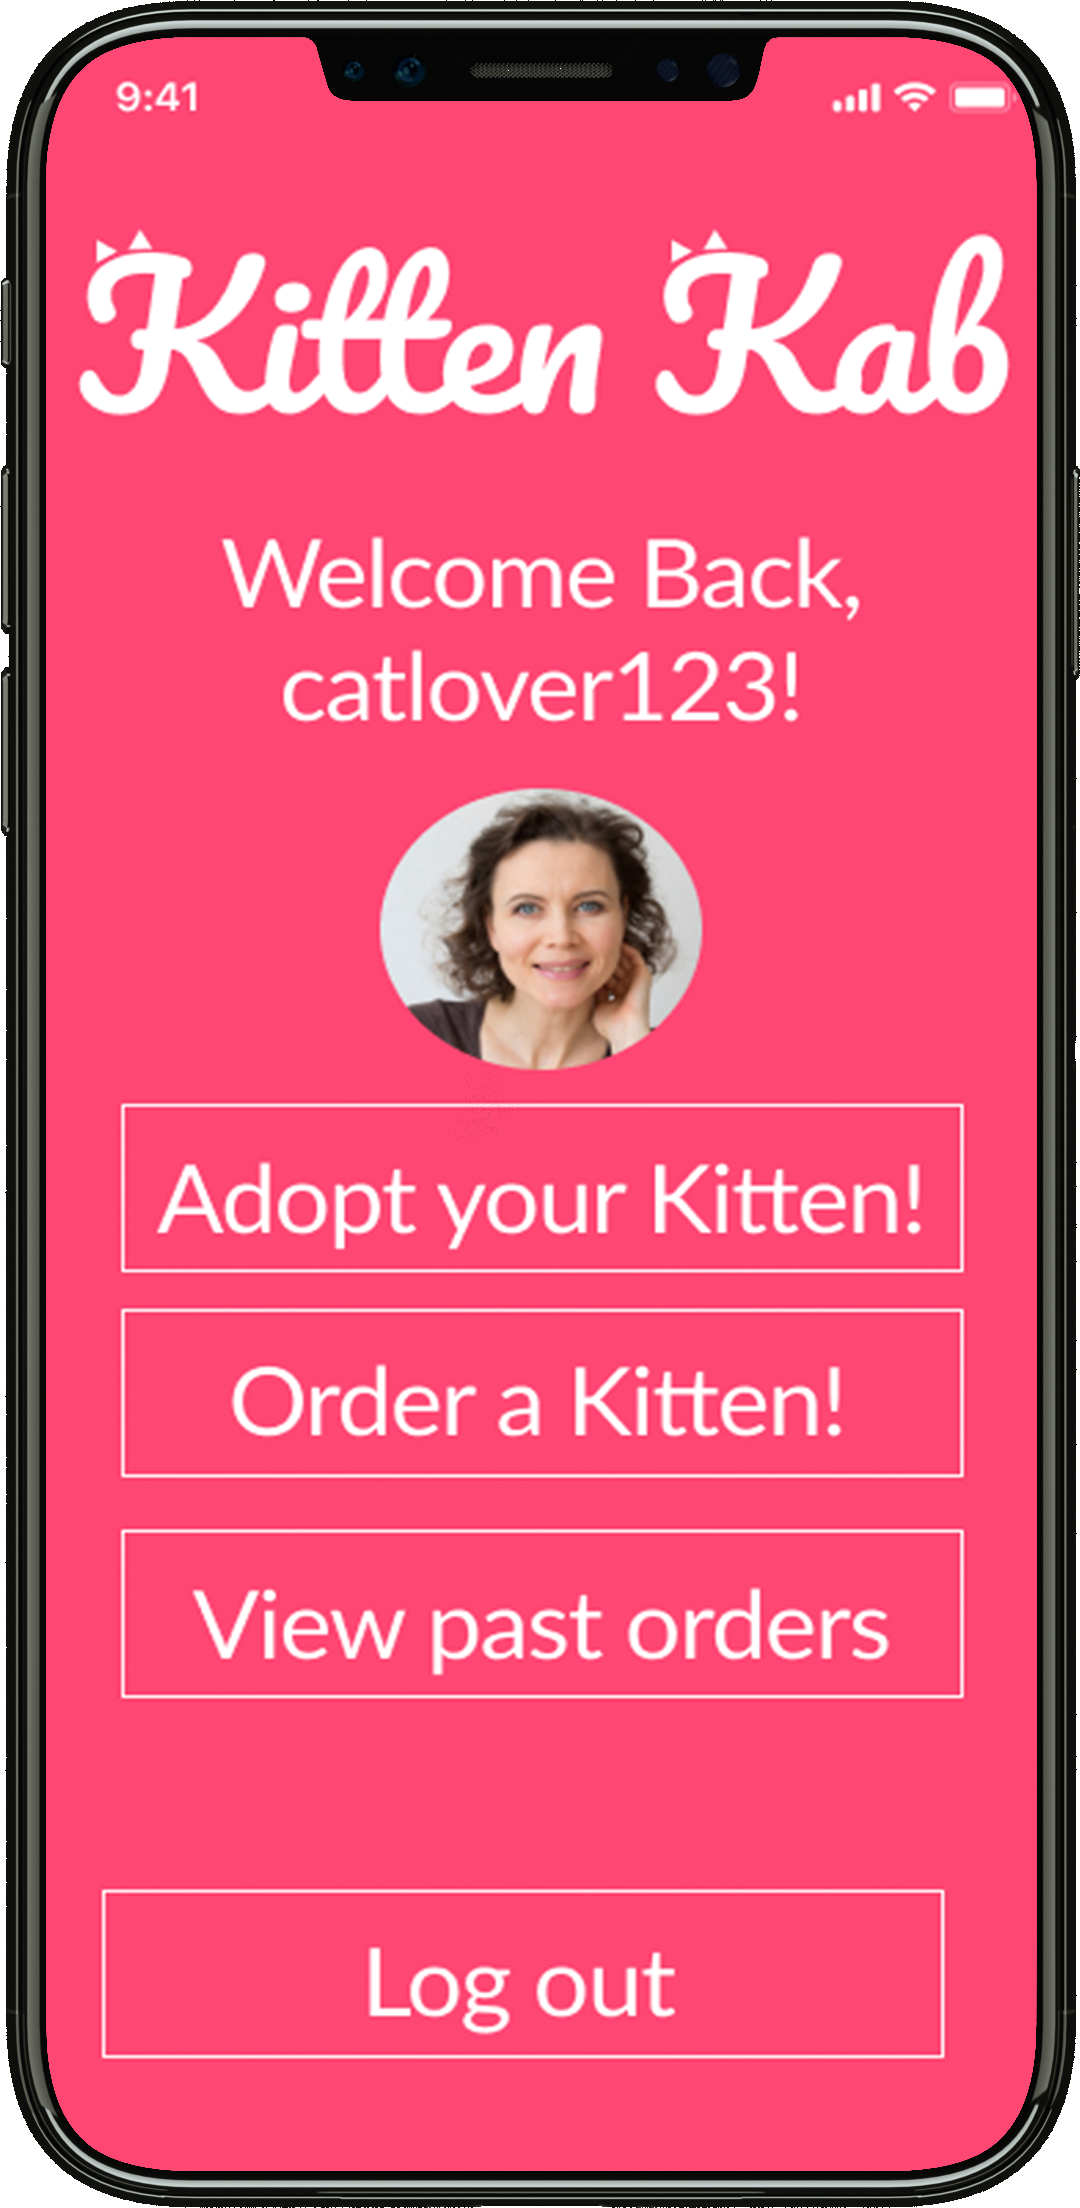 9:41
Kitten Kab
Welcome Back,
catlover123!
Adopt your Kitten!
Order a Kitten!
View past orders
Log out